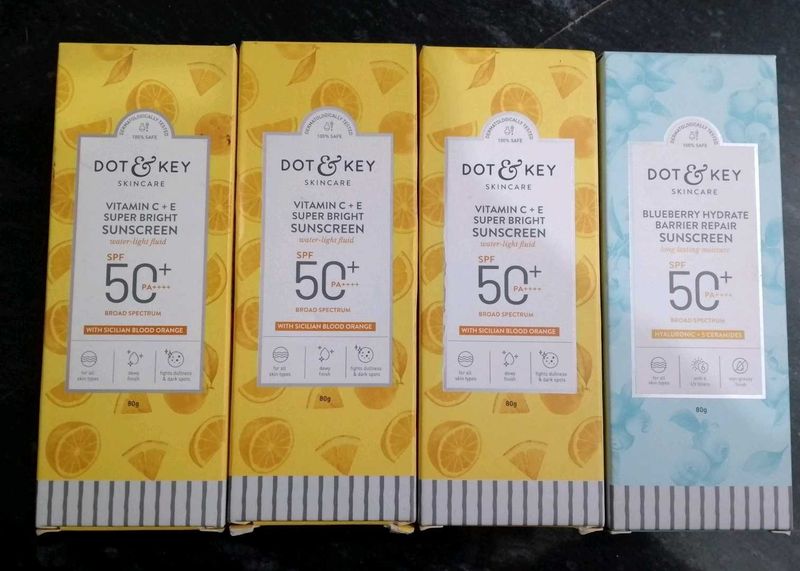 DERMATOLOGICALLY TESTED
100% SAFE
DOT & KEY
SKINCARE
VITAMIN C + E
SUPER BRIGHT
SUNSCREEN
water-light fluid
SPF
50+
PA++++
BROAD SPECTRUM
WITH SICILIAN BLOOD ORANGE
for all
skin types
dewy
finish
fights dullness
& dark spots
80g
DERMATOLOGICALLY TESTED
100% SAFE
DOT & KEY
SKINCARE
VITAMIN C + E
SUPER BRIGHT
SUNSCREEN
water-light fluid
SPF
50+
PA++++
BROAD SPECTRUM
WITH SICILIAN BLOOD ORANGE
for all
skin types
dewy
finish
fights dullness
& dark spots
80g
DERMATOLOGICALLY TESTED
100% SAFE
DOT & KEY
SKINCARE
VITAMIN C + E
SUPER BRIGHT
SUNSCREEN
water-light fluid
SPF
50+
PA++++
BROAD SPECTRUM
WITH SICILIAN BLOOD ORANGE
for all
skin types
dewy
finish
fights dullness
& dark spots
80g
DERMATOLOGICALLY TESTED
100% SAFE
DOT & KEY
SKINCARE
BLUEBERRY HYDRATE
BARRIER REPAIR
SUNSCREEN
long lasting moisture
SPF
50+
PA++++
BROAD SPECTRUM
HYALURONIC + 5 CERAMIDES
for all
skin types
6
non-greasy
finish
80g